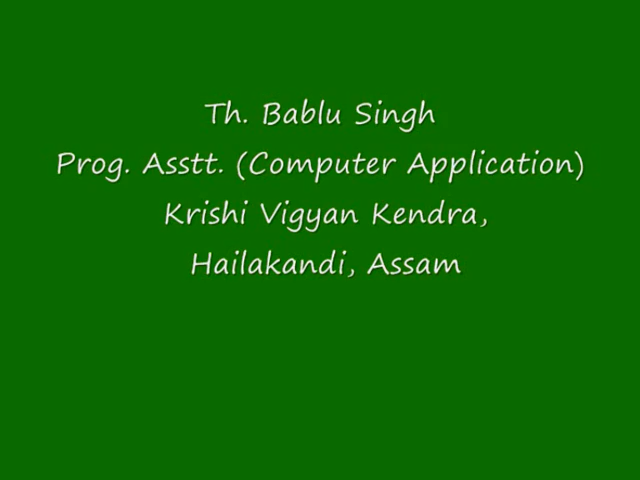 Th. Bablu Singh
Prog. Asstt. (Computer Application)
Krishi Vigyan Kendra,
Hailakandi, Assam